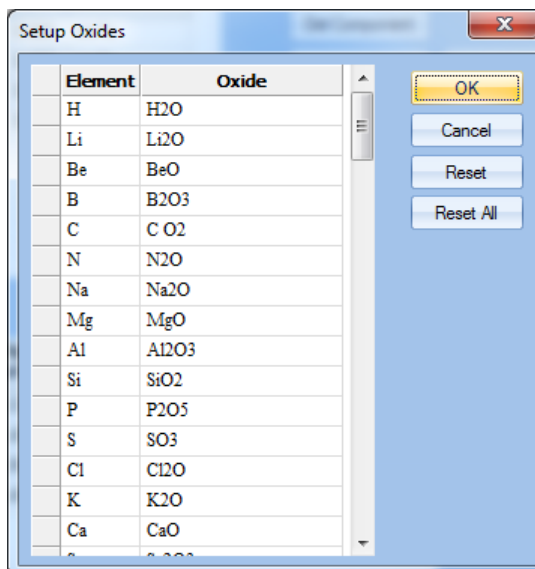 Setup Oxides
Element Oxide
H H2O
Li Li2O
Be BeO
B B2O3
C C O2
N N2O
Na Na2O
Mg MgO
Al Al2O3
Si SiO2
P P2O5
S SO3
Cl Cl2O
K K2O
Ca CaO
OK
Cancel
Reset
Reset All